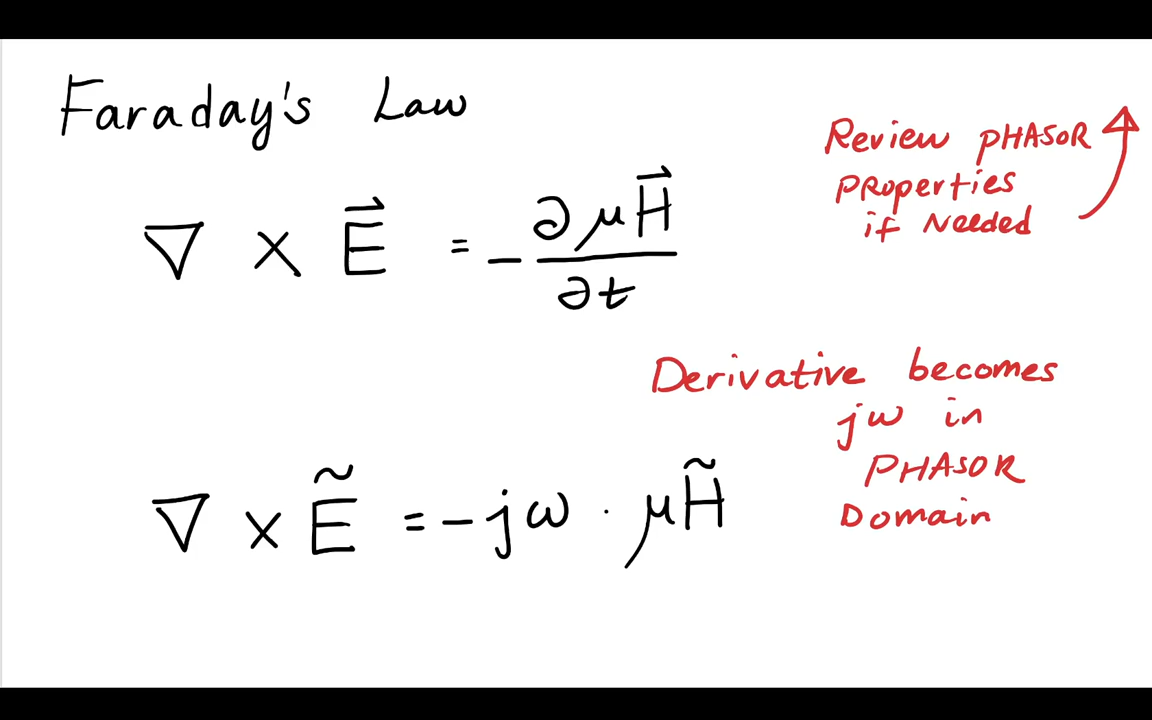 Faraday's Law
Review PHASOR
PRoperties
if Needed
∇ × E⃗ = - ∂μH⃗ / ∂t
Derivative becomes
jω in
PHASOR
Domain
∇ × Ẽ = -jω · μH̃